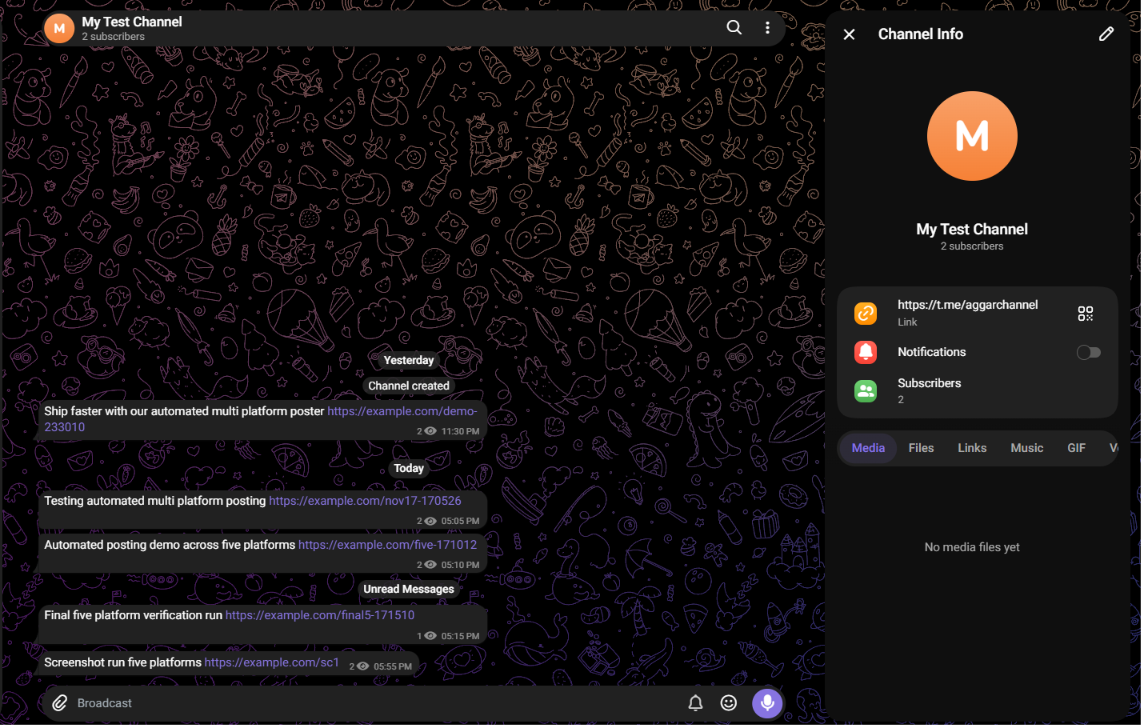 M
My Test Channel
2 subscribers
Yesterday
Channel created
Ship faster with our automated multi platform poster https://example.com/demo-
233010
2 11:30 PM
Today
Testing automated multi platform posting https://example.com/nov17-170526
2 05:05 PM
Automated posting demo across five platforms https://example.com/five-171012
2 05:10 PM
Unread Messages
Final five platform verification run https://example.com/final5-171510
1 05:15 PM
Screenshot run five platforms https://example.com/sc1 2 05:55 PM
Broadcast
Channel Info
M
My Test Channel
2 subscribers
https://t.me/aggarchannel
Link
Notifications
Subscribers
2
Media Files Links Music GIF
No media files yet